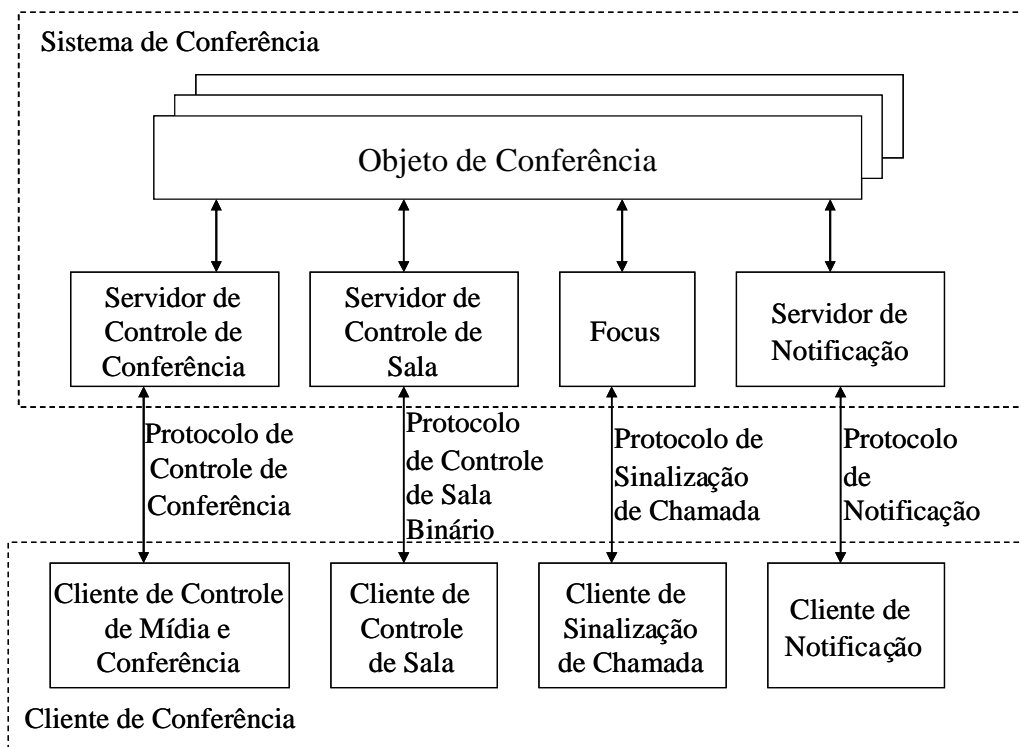 Sistema de Conferência
Objeto de Conferência
Servidor de
Controle de
Conferência
Servidor de
Controle de
Sala
Focus
Servidor de
Notificação
Protocolo de
Controle de
Conferência
Protocolo
de Controle
de Sala
Binário
Protocolo de
Sinalização
de Chamada
Protocolo
de
Notificação
Cliente de Controle
de Mídia e
Conferência
Cliente de
Controle
de Sala
Cliente de
Sinalização
de Chamada
Cliente de
Notificação
Cliente de Conferência